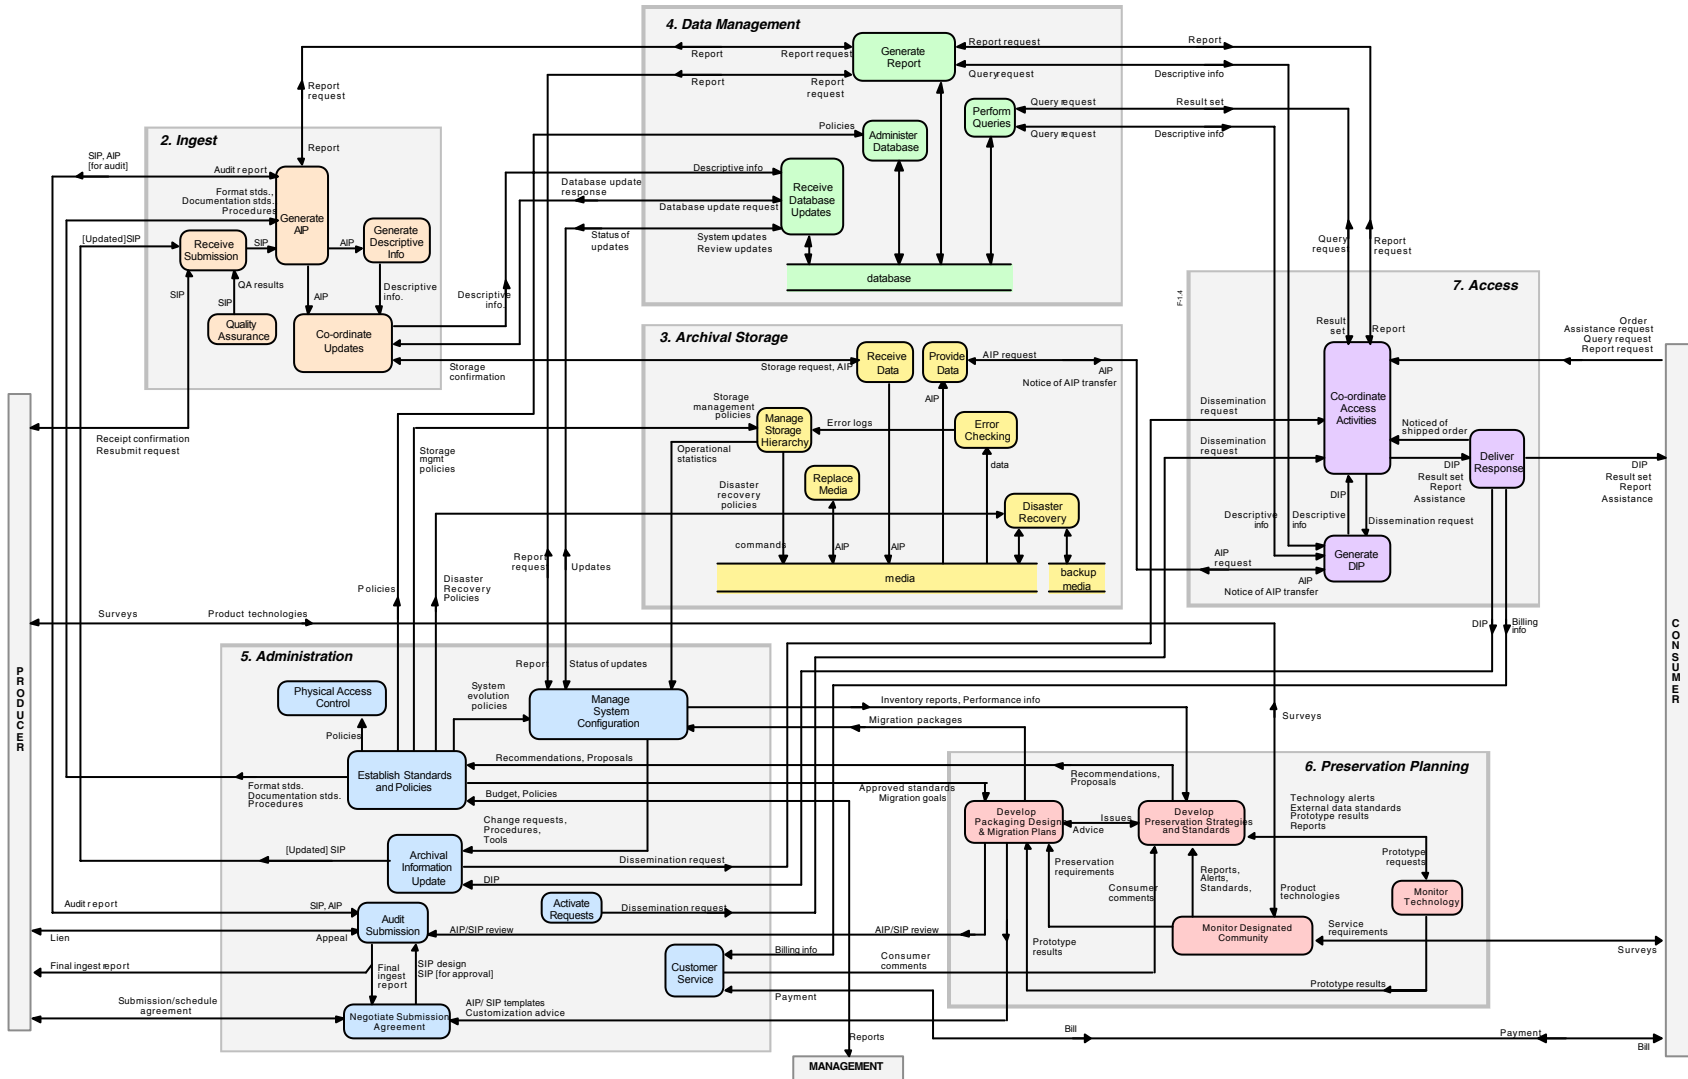 4. Data Management
Generate
Report
Report
Report request
Report request
Report
Report
Report
request
Query request
Descriptive info
Report
request
Report
Perform
Queries
Query request
Result set
Query request
Descriptive info
Policies
Administer
Database
Descriptive info
Database update
response
Database update request
Receive
Database
Updates
Status of
updates
System updates
Review updates
database
2. Ingest
SIP, AIP
[for audit]
Audit report
Format stds.,
Documentation stds.
Procedures
Generate
AIP
[Updated]SIP
Receive
Submission
SIP
AIP
Generate
Descriptive
Info
SIP
SIP
QA results
AIP
Descriptive
info.
Descriptive
info.
Quality
Assurance
Co-ordinate
Updates
Storage
confirmation
Receipt confirmation
Resubmit request
3. Archival Storage
Receive
Data
Provide
Data
Storage request, AIP
AIP request
AIP
Notice of AIP transfer
Storage
management
policies
Manage
Storage
Hierarchy
Error logs
Error
Checking
AIP
Operational
statistics
data
Storage
mgmt
policies
Disaster
recovery
policies
Replace
Media
Disaster
Recovery
commands
AIP
AIP
media
backup
media
Report
request
Updates
Policies
Disaster
Recovery
Policies
7. Access
F-1.4
Query
request
Report
request
Result
set
Report
Order
Assistance request
Query request
Report request
Co-ordinate
Access
Activities
Dissemination
request
Dissemination
request
Noticed of
shipped order
Deliver
Response
DIP
Result set
Report
Assistance
DIP
Result set
Report
Assistance
DIP
Descriptive
info
Descriptive
info
Dissemination request
Generate
DIP
AIP
request
AIP
Notice of AIP transfer
DIP
Billing
info
PRODUCER
CONSUMER
Surveys
Product technologies
5. Administration
Report
Status of updates
Physical Access
Control
System
evolution
policies
Manage
System
Configuration
Inventory reports, Performance info
Migration packages
Surveys
Policies
Establish Standards
and Policies
Recommendations, Proposals
Format stds.
Documentation stds.
Procedures
Budget, Policies
Approved standards
Migration goals
Change requests,
Procedures,
Tools
[Updated] SIP
Archival
Information
Update
Dissemination request
DIP
Activate
Requests
Dissemination request
Audit report
SIP, AIP
Audit
Submission
Lien
Appeal
AIP/SIP review
AIP/SIP review
Final ingest report
Final
ingest
report
SIP design
SIP [for approval]
Customer
Service
Billing info
Consumer
comments
Payment
Submission/schedule
agreement
Negotiate Submission
Agreement
AIP/ SIP templates
Customization advice
Reports
MANAGEMENT
6. Preservation Planning
Recommendations,
Proposals
Technology alerts
External data standards
Prototype results
Reports
Develop
Packaging Design
& Migration Plans
Issues
Advice
Develop
Preservation Strategies
and Standards
Preservation
requirements
Consumer
comments
Reports,
Alerts,
Standards,
Product
technologies
Prototype
requests
Monitor
Technology
Monitor Designated
Community
Service
requirements
Surveys
Prototype
results
Prototype results
Bill
Payment
Bill